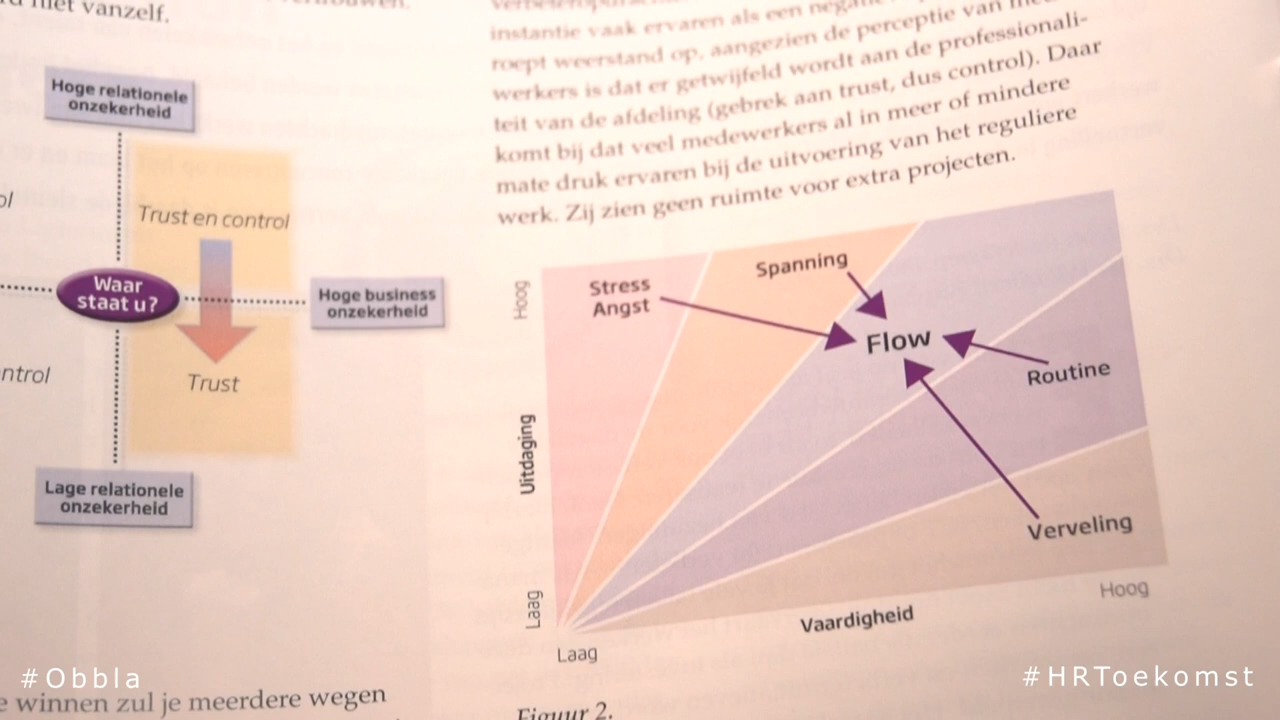 niet vanzelf.
Hoge relationele
onzekerheid
Trust en control
Waar
staat u?
Hoge business
onzekerheid
Trust
Lage relationele
onzekerheid
winnen zul je meerdere wegen
instantie vaak ervaren als een
roept weerstand op, aangezien de perceptie van
werkers is dat er getwijfeld wordt aan de professionali-
teit van de afdeling (gebrek aan trust, dus control). Daar
komt bij dat veel medewerkers al in meer of mindere
mate druk ervaren bij de uitvoering van het reguliere
werk. Zij zien geen ruimte voor extra projecten.
Hoog
Uitdaging
Laag
Stress
Angst
Spanning
Flow
Routine
Verveling
Hoog
Vaardigheid
Laag
Figuur 2.
#Obbla
#HRToekomst